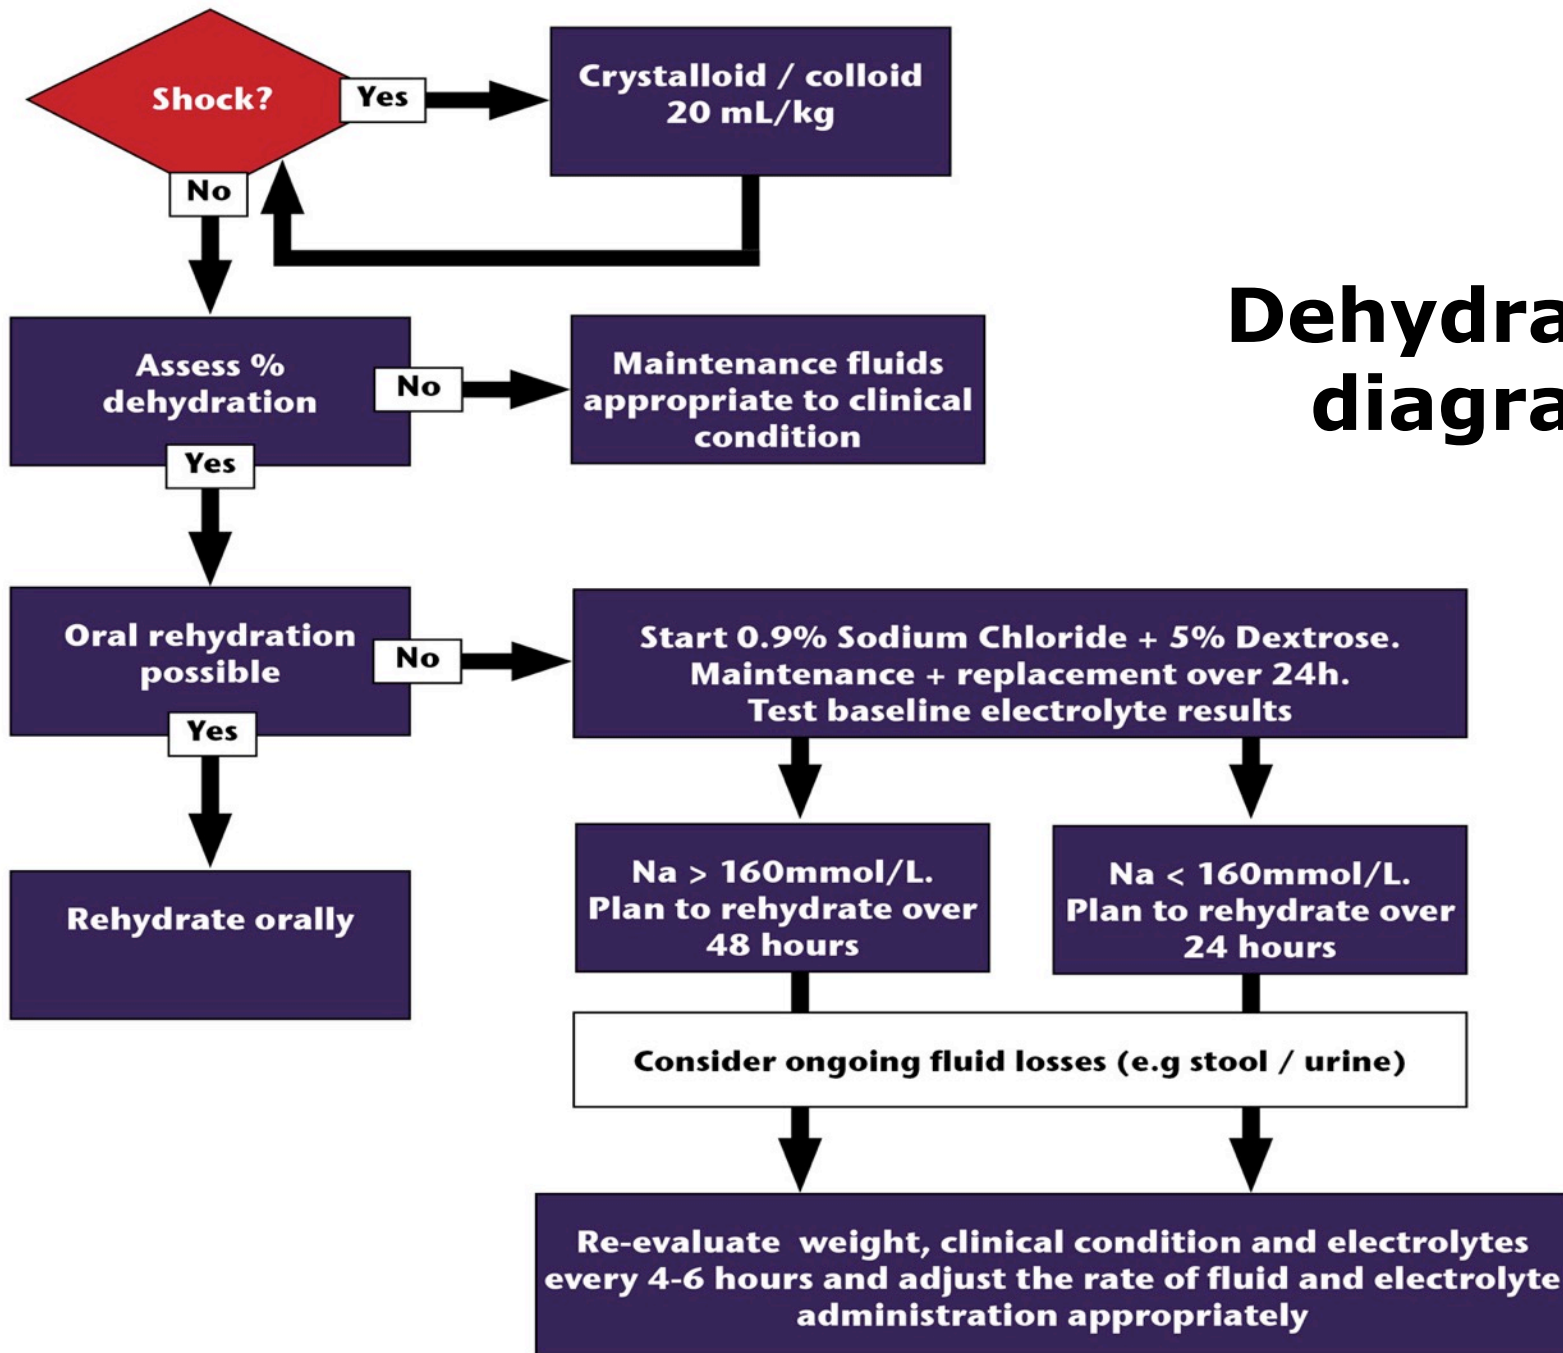 Shock?
Yes
Crystalloid / colloid
20 mL/kg
No
Assess %
dehydration
No
Maintenance fluids
appropriate to clinical
condition
Yes
Oral rehydration
possible
No
Start 0.9% Sodium Chloride + 5% Dextrose.
Maintenance + replacement over 24h.
Test baseline electrolyte results
Yes
Rehydrate orally
Na > 160mmol/L.
Plan to rehydrate over
48 hours
Na < 160mmol/L.
Plan to rehydrate over
24 hours
Consider ongoing fluid losses (e.g stool / urine)
Re-evaluate weight, clinical condition and electrolytes
every 4-6 hours and adjust the rate of fluid and electrolyte
administration appropriately